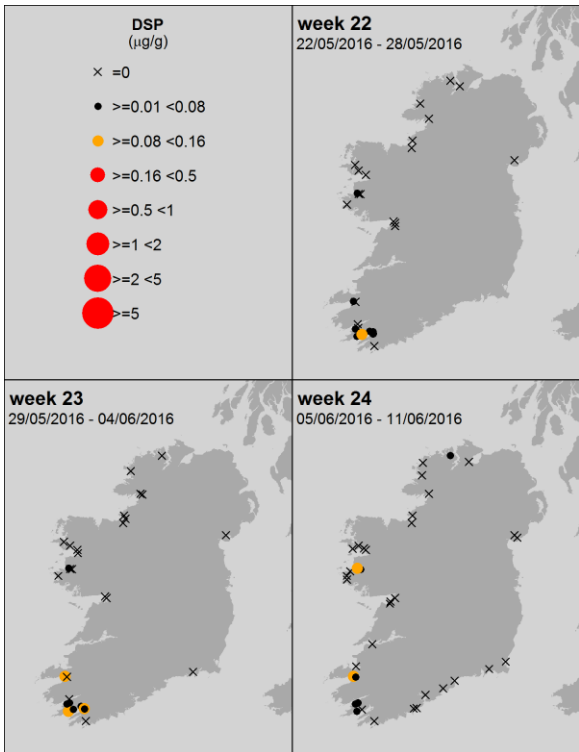 DSP
(µg/g)
=0
>=0.01 <0.08
>=0.08 <0.16
>=0.16 <0.5
>=0.5 <1
>=1 <2
>=2 <5
>=5
week 22
22/05/2016 - 28/05/2016
week 23
29/05/2016 - 04/06/2016
week 24
05/06/2016 - 11/06/2016